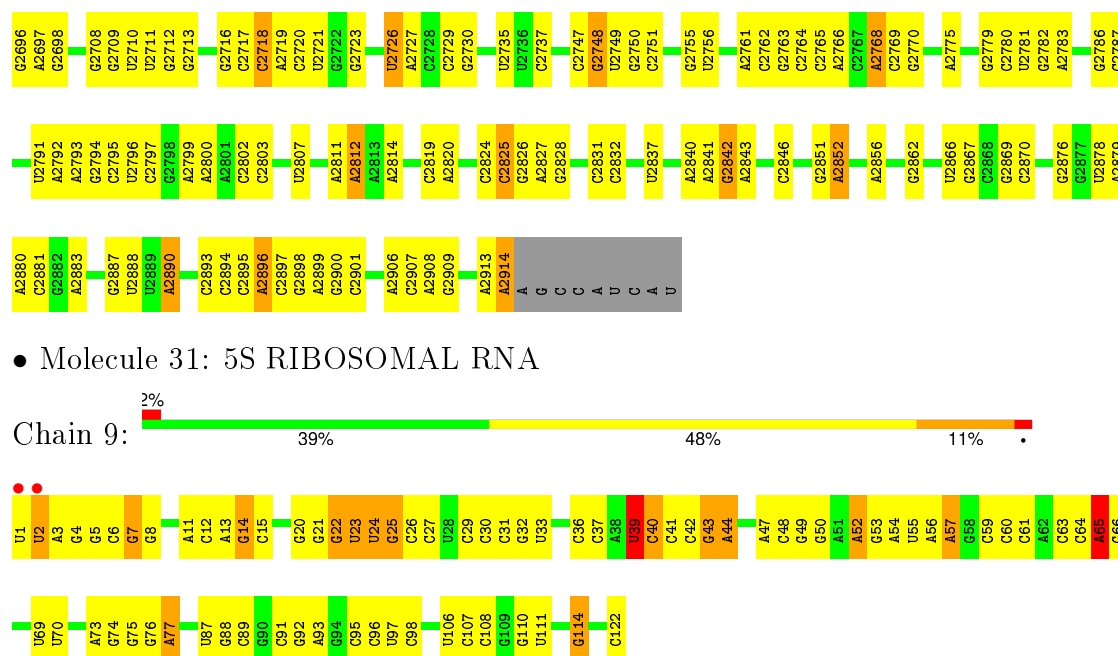 G2696 A2697 G2698 G2708 G2709 U2710 U2711 G2712 G2713 G2716 C2717 G2718 A2719 C2720 U2721 G2722 G2723 U2726 A2727 C2728 C2729 G2730 U2735 U2736 C2737 C2747 G2748 U2749 G2750 C2751 G2755 U2756 A2761 C2762 G2763 C2764 C2765 A2766 C2767 A2768 C2769 G2770 A2775 G2779 C2780 U2781 G2782 A2783 G2786
U2791 A2792 A2793 G2794 C2795 U2796 C2797 G2798 A2799 A2800 A2801 C2802 C2803 U2807 A2811 A2812 A2813 A2814 C2819 A2820 C2824 C2825 G2826 A2827 G2828 C2831 C2832 U2837 A2840 A2841 G2842 A2843 C2846 G2851 A2852 A2856 G2862 U2866 G2867 C2868 G2869 C2870 G2876 G2877 U2878
A2880 C2881 G2882 A2883 G2887 U2888 U2889 A2890 C2893 C2894 C2895 A2896 C2897 G2898 A2899 G2900 C2901 A2906 C2907 A2908 G2909 A2913 A2914 A G C C A U C A U
• Molecule 31: 5S RIBOSOMAL RNA
2%
Chain 9:
39% 48% 11% •
U1 U2 A3 G4 G5 C6 G7 G8 A11 C12 A13 G14 C15 G20 G21 G22 U23 U24 G25 C26 C27 U28 C29 C30 C31 G32 U33 C36 C37 A38 U39 C40 C41 C42 G43 A44 A47 C48 G49 G50 A51 A52 G53 A54 U55 A56 A57 G58 C59 C60 C61 A62 C63 C64 A65
U69 U70 A73 G74 G75 G76 A77 U87 G88 C89 G90 C91 G92 A93 G94 C95 C96 U97 C98 U106 C107 C108 G109 G110 U111 G114 C122